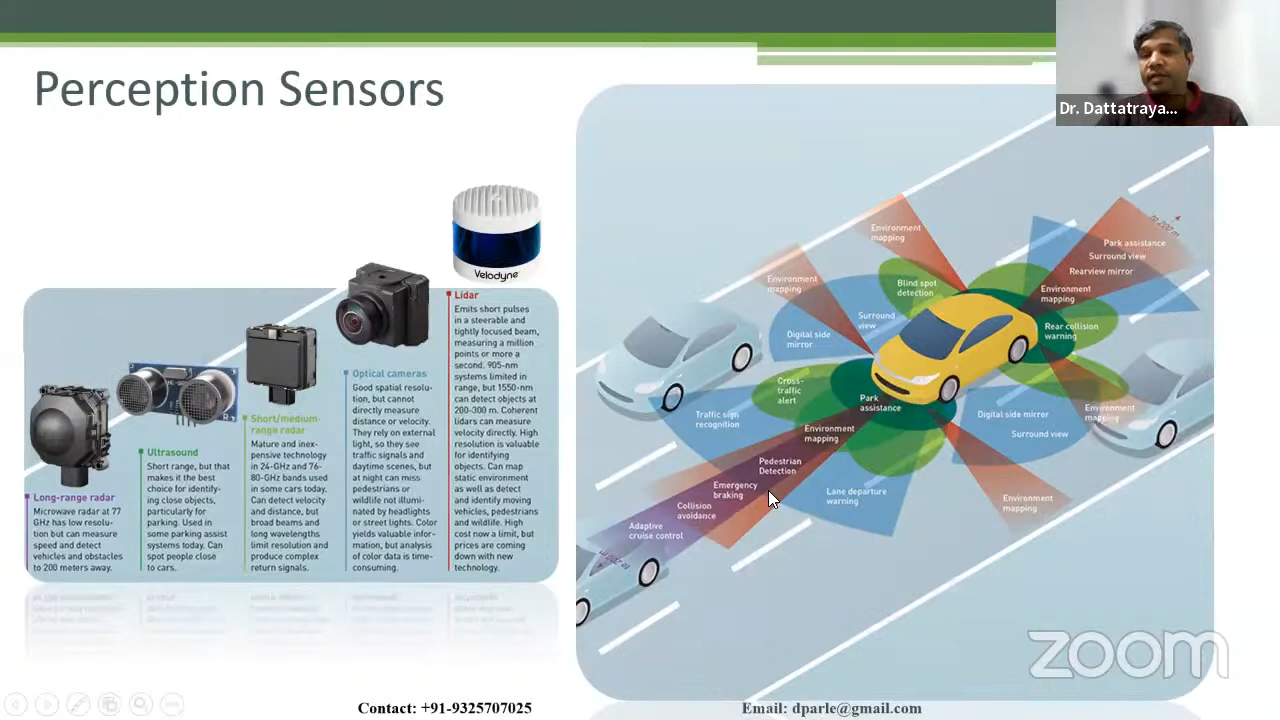 Perception Sensors
Dr. Dattatraya...
Velodyne
Long-range radar
Microwave radar at 77
GHz has low resolu-
tion but can measure
speed and detect
vehicles and obstacles
to 200 meters away.
Ultrasound
Short range, but that
makes it the best
choice for identify-
ing close objects,
particularly for
parking. Used in
some parking assist
systems today. Can
spot people close
to cars.
Short/medium-
range radar
Mature and inex-
pensive technology
in 24-GHz and 76-
80-GHz bands used
in some cars today.
Can detect velocity
and distance, but
broad beams and
long wavelengths
limit resolution and
produce complex
return signals.
Optical cameras
Good spatial resolu-
tion, but cannot
directly measure
distance or velocity.
They rely on external
light, so they see
traffic signals and
daytime scenes, but
at night can miss
pedestrians or
wildlife not illumi-
nated by headlights
or street lights. Color
yields valuable infor-
mation, but analysis
of color data is time-
consuming.
Lidar
Emits short pulses
in a steerable and
tightly focused beam,
measuring a million
points or more a
second. 905-nm
systems limited in
range, but 1550-nm
can detect objects at
200-300 m. Coherent
lidars can measure
velocity directly. High
resolution is valuable
for identifying
objects. Can map
static environment
as well as detect
and identify moving
vehicles, pedestrians
and wildlife. High
cost now a limit, but
prices are coming
down with new
technology.
Environment
mapping
Environment
mapping
Blind spot
detection
Surround
view
Digital side
mirror
Cross-
traffic
alert
Traffic sign
recognition
Park
assistance
Environment
mapping
Pedestrian
Detection
Emergency
braking
Collision
avoidance
Adaptive
cruise control
Lane departure
warning
Park assistance
Surround view
Rearview mirror
Environment
mapping
Rear collision
warning
Environment
mapping
Digital side mirror
Surround view
Environment
mapping
zoom
Contact: +91-9325707025
Email: dparle@gmail.com